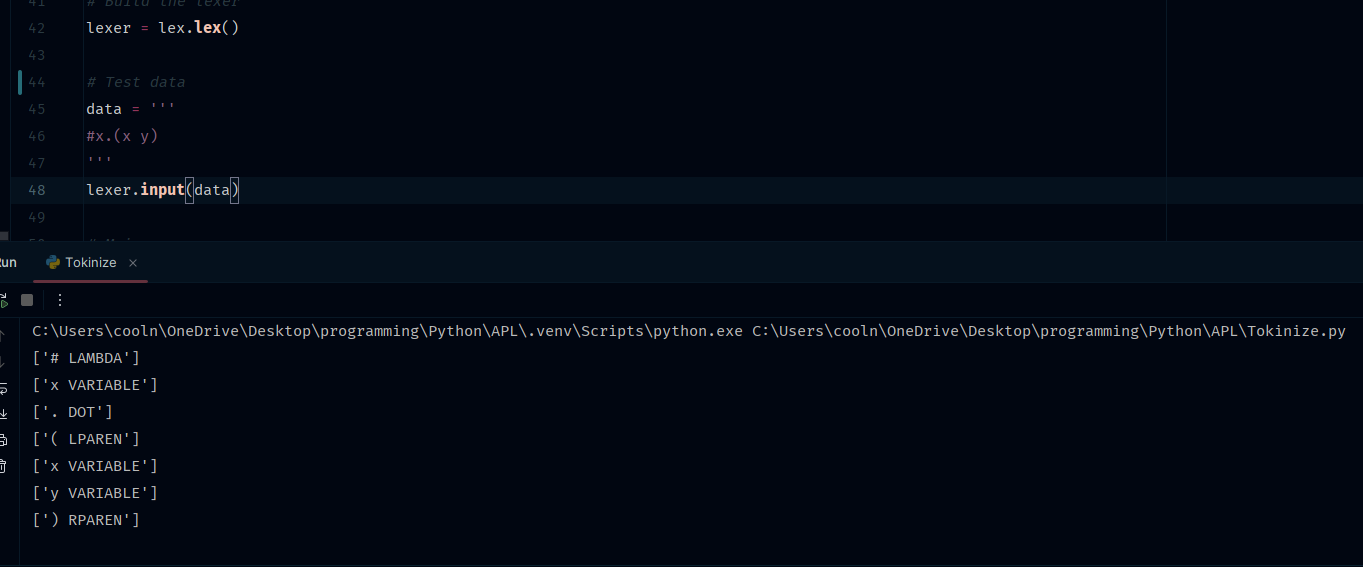 41 # Build the lexer
42 lexer = lex.lex()
43
44 # Test data
45 data = '''
46 #x.(x y)
47 '''
48 lexer.input(data)
49
Run Tokinize ×
C:\Users\cooln\OneDrive\Desktop\programming\Python\APL\.venv\Scripts\python.exe C:\Users\cooln\OneDrive\Desktop\programming\Python\APL\Tokinize.py
['# LAMBDA']
['x VARIABLE']
['. DOT']
['( LPAREN']
['x VARIABLE']
['y VARIABLE']
[') RPAREN']